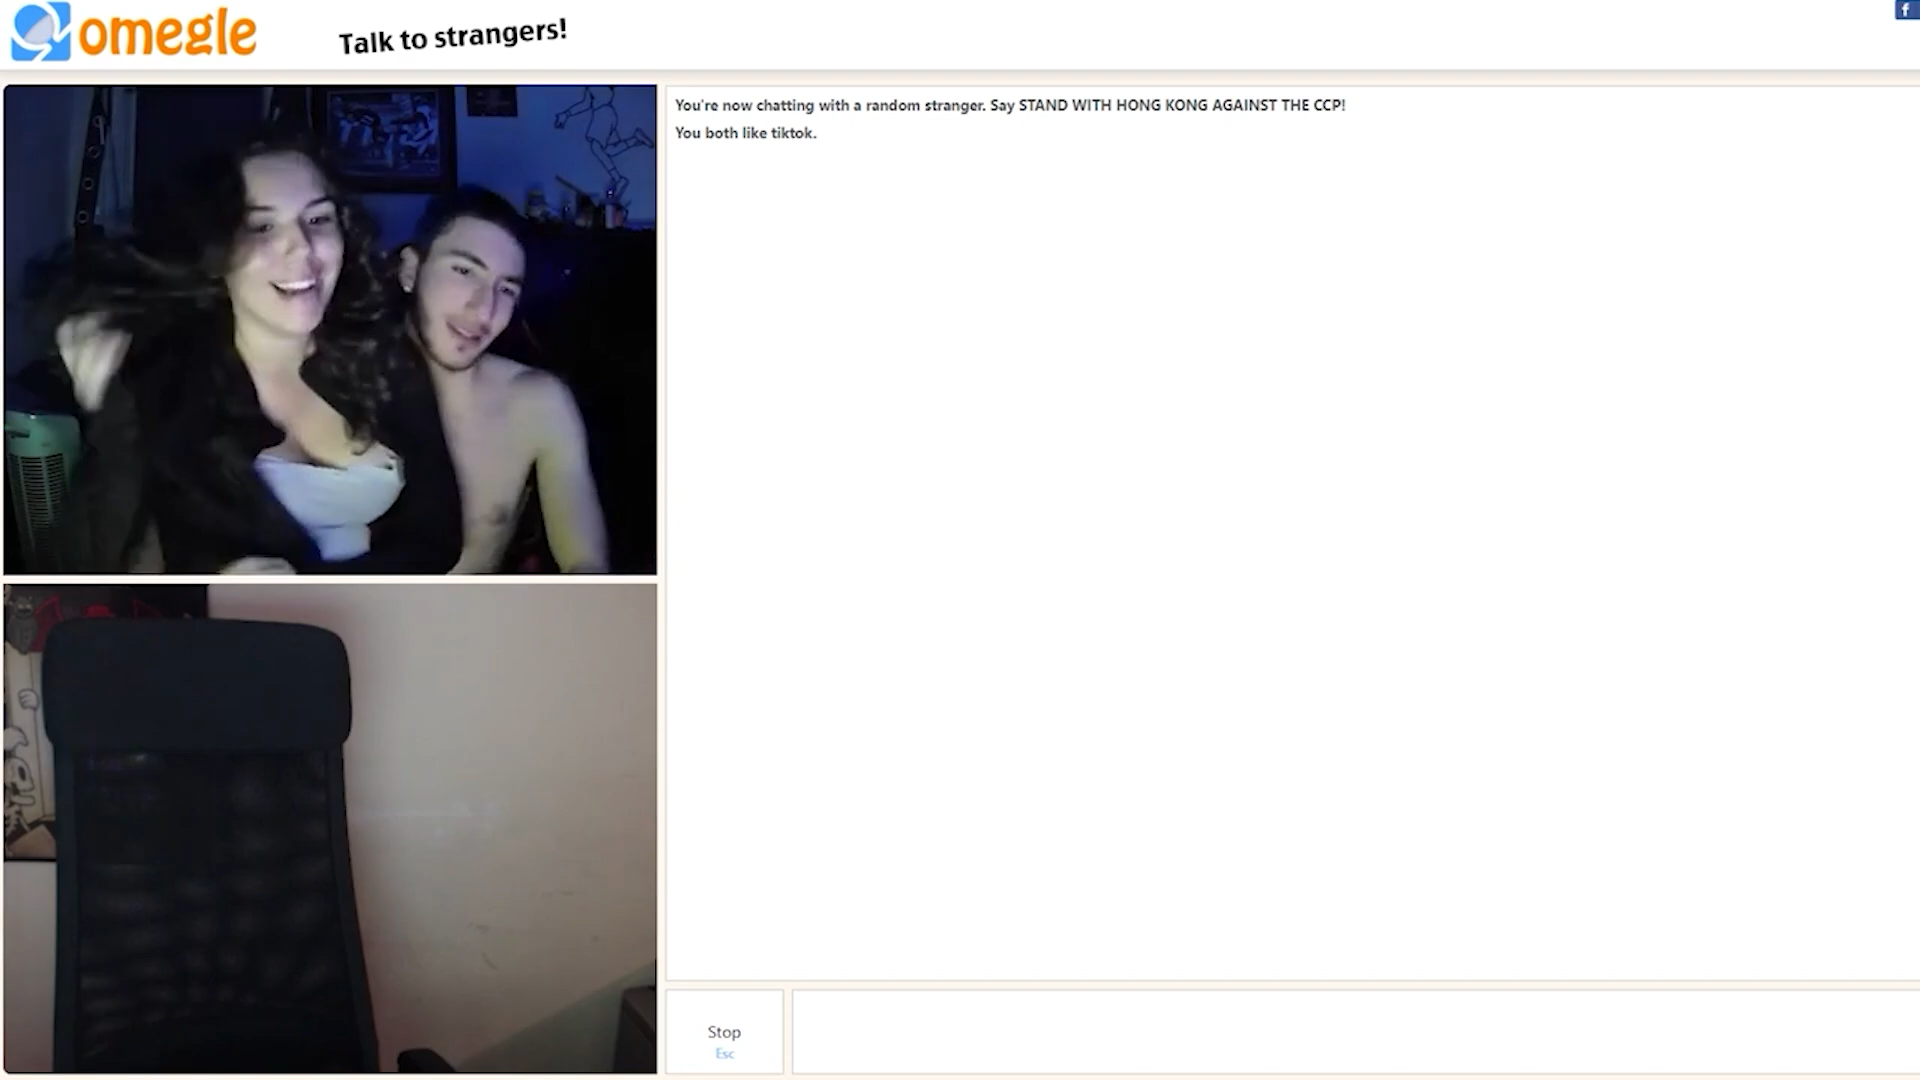 omegle
Talk to strangers!
f
You're now chatting with a random stranger. Say STAND WITH HONG KONG AGAINST THE CCP!
You both like tiktok.
Stop
Esc